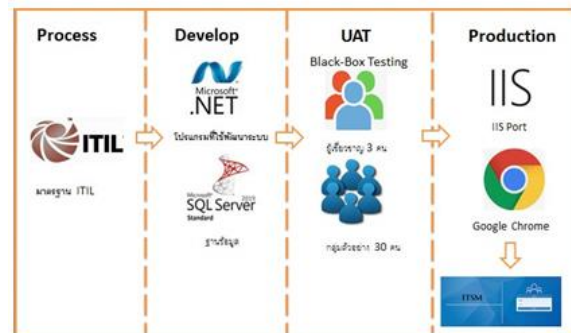 Process
ITIL
มาตรฐาน ITIL
Develop
Microsoft
.NET
โปรแกรมที่ใช้พัฒนาระบบ
Microsoft
SQL Server
2019
Standard
ฐานข้อมูล
UAT
Black-Box Testing
ผู้เชี่ยวชาญ 3 คน
กลุ่มตัวอย่าง 30 คน
Production
IIS
IIS Port
Google Chrome
ITSM